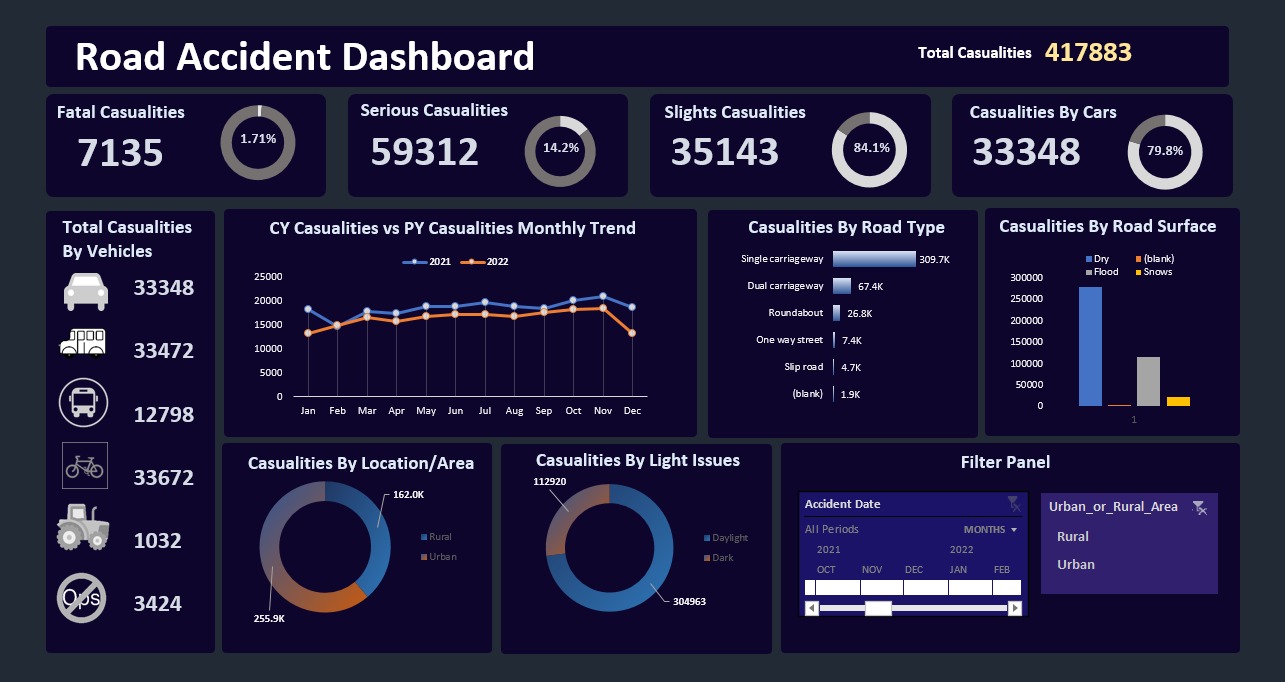 Road Accident Dashboard
Total Casualities 417883
Fatal Casualities
7135
1.71%
Serious Casualities
59312
14.2%
Slights Casualities
35143
84.1%
Casualities By Cars
33348
79.8%
Total Casualities
By Vehicles
33348
33472
12798
33672
1032
Ops
3424
CY Casualities vs PY Casualities Monthly Trend
2021 2022
25000
20000
15000
10000
5000
0
Jan Feb Mar Apr May Jun Jul Aug Sep Oct Nov Dec
Casualities By Road Type
Single carriageway 309.7K
Dual carriageway 67.4K
Roundabout 26.8K
One way street 7.4K
Slip road 4.7K
(blank) 1.9K
Casualities By Road Surface
Dry (blank)
Flood Snows
300000
250000
200000
150000
100000
50000
0
1
Casualities By Location/Area
162.0K
Rural
Urban
255.9K
Casualities By Light Issues
112920
Daylight
Dark
304963
Filter Panel
Accident Date
All Periods MONTHS
2021 2022
OCT NOV DEC JAN FEB
Urban_or_Rural_Area
Rural
Urban